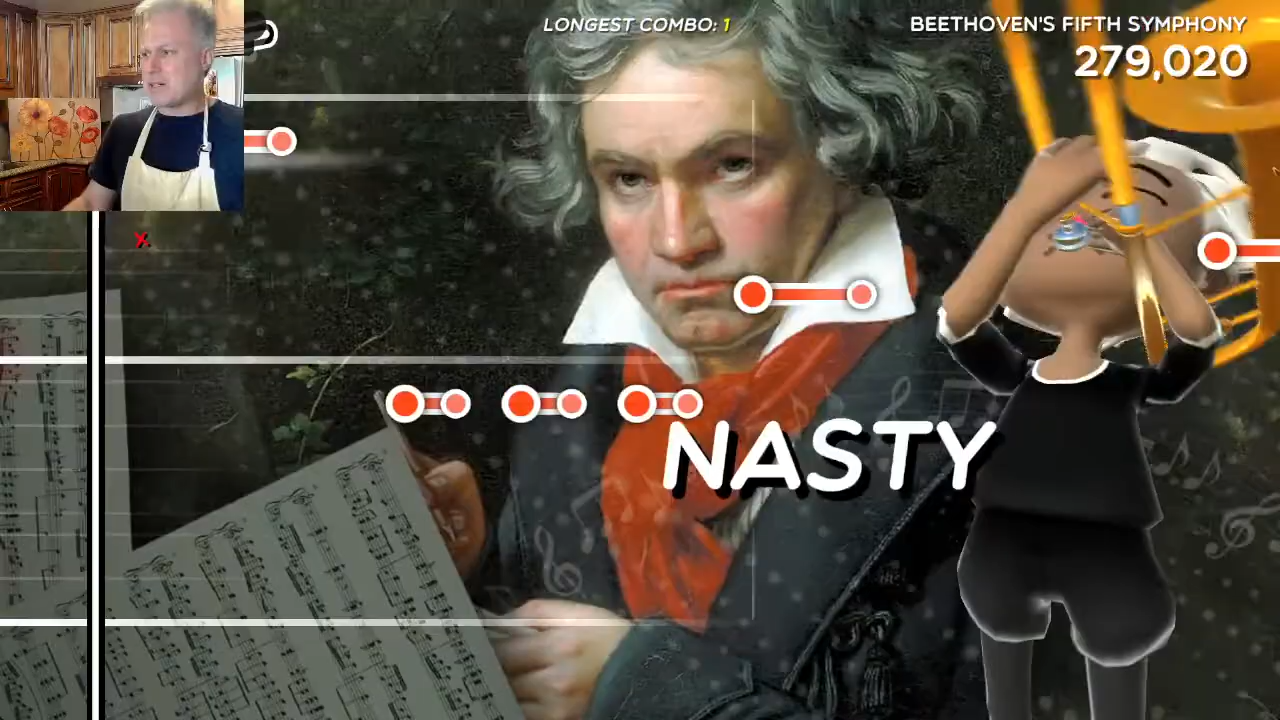 LONGEST COMBO: 1
BEETHOVEN'S FIFTH SYMPHONY
279,020
x
NASTY